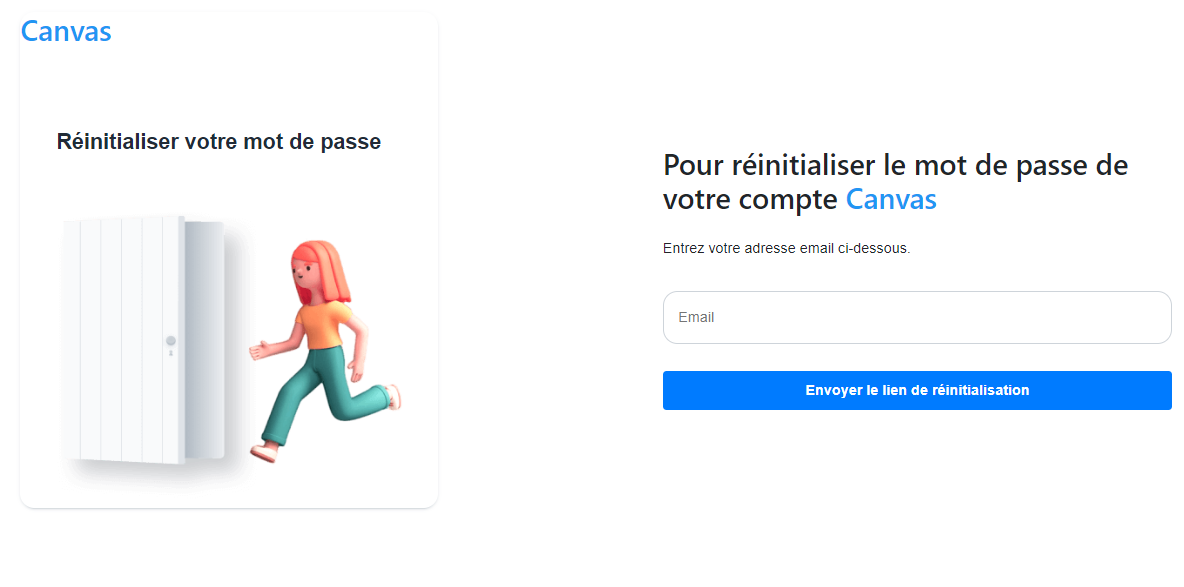 Canvas
Réinitialiser votre mot de passe
Pour réinitialiser le mot de passe de
votre compte Canvas
Entrez votre adresse email ci-dessous.
Email
Envoyer le lien de réinitialisation